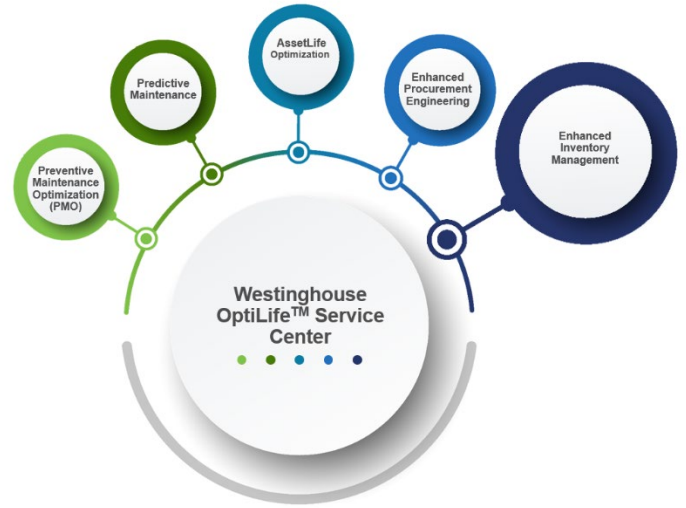 AssetLife
Optimization
Predictive
Maintenance
Enhanced
Procurement
Engineering
Enhanced
Inventory
Management
Preventive
Maintenance
Optimization
(PMO)
Westinghouse
OptiLife™ Service
Center